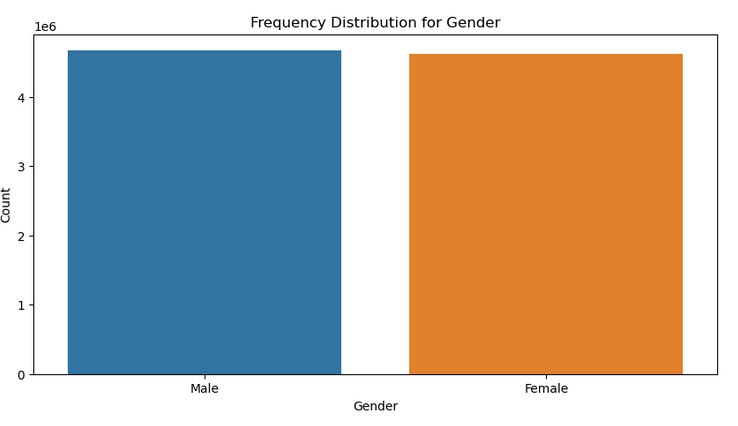 Frequency Distribution for Gender
1e6
4
3
2
1
0
Count
Male Female
Gender